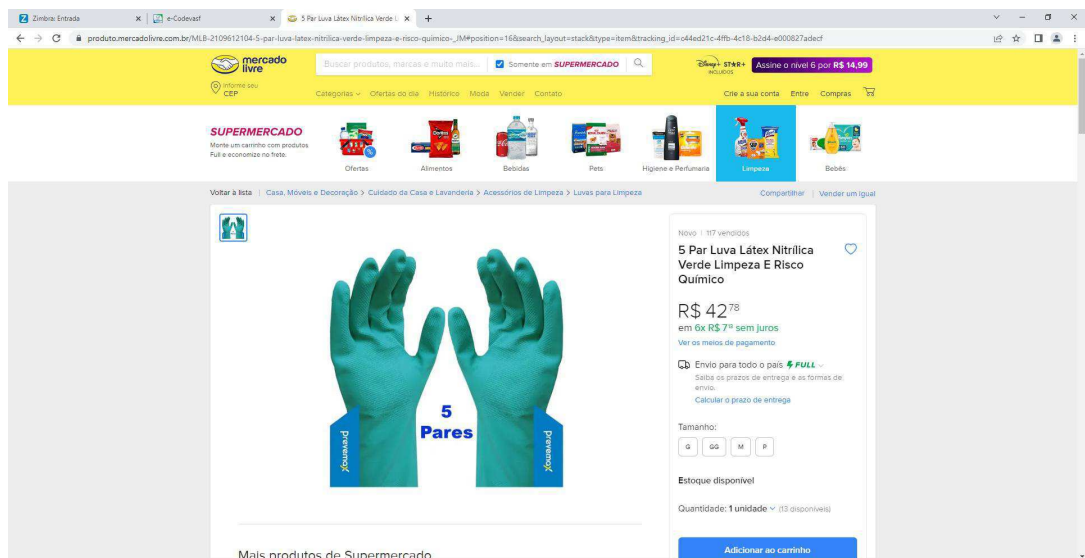 Zimbra: Entrada
e-Codevasf
5 Par Luva Látex Nitrílica Verde L
produto.mercadolivre.com.br/MLB-2109612104-5-par-luva-latex-nitrilica-verde-limpeza-e-risco-quimico-_JM#position=16&search_layout=stack&type=item&tracking_id=c44ed21c-4ffb-4c18-b2d4-e000827adecf
mercado
livre
Buscar produtos, marcas e muito mais...
Somente em SUPERMERCADO
Disney+ STAR+
INCLUÍDOS
Assine o nível 6 por R$ 14,99
Informe seu
CEP
Categorias Ofertas do dia Histórico Moda Vender Contato
Crie a sua conta Entre Compras
SUPERMERCADO
Monte um carrinho com produtos
Full e economize no frete.
Ofertas
Alimentos
Bebidas
Pets
Higiene e Perfumaria
Limpeza
Bebês
Voltar à lista | Casa, Móveis e Decoração > Cuidado da Casa e Lavanderia > Acessórios de Limpeza > Luvas para Limpeza
Compartilhar | Vender um igual
Novo | 117 vendidos
5 Par Luva Látex Nitrílica
Verde Limpeza E Risco
Químico
R$ 42 78
em 6x R$ 7 13 sem juros
Ver os meios de pagamento
Envio para todo o país FULL
Saiba os prazos de entrega e as formas de
envio.
Calcular o prazo de entrega
Tamanho:
G GG M P
Estoque disponível
Quantidade: 1 unidade (13 disponíveis)
Adicionar ao carrinho
5
Pares
prevemax
prevemax
Mais produtos de Supermercado